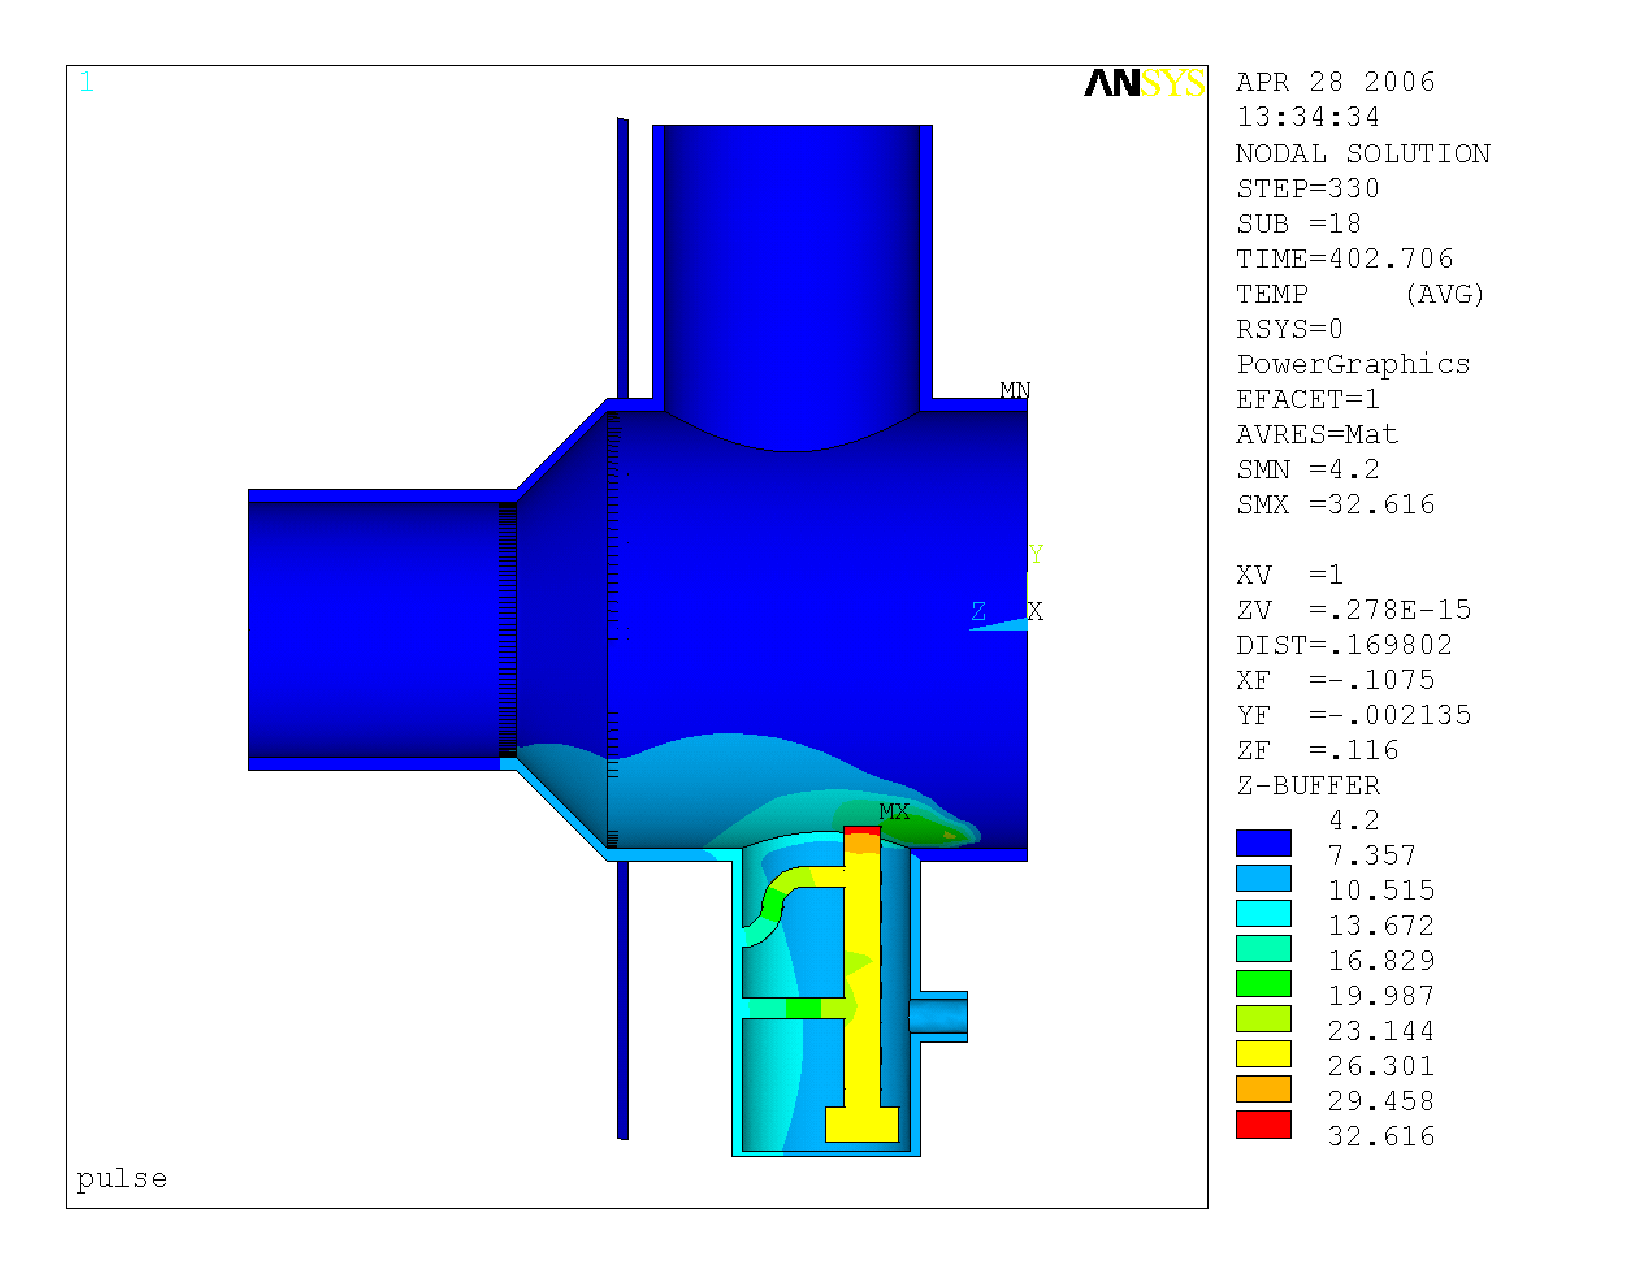 1
ANSYS
APR 28 2006
13:34:34
NODAL SOLUTION
STEP=330
SUB =18
TIME=402.706
TEMP (AVG)
RSYS=0
PowerGraphics
EFACET=1
AVRES=Mat
SMN =4.2
SMX =32.616
MN
Y
Z X
MX
XV =1
ZV =.278E-15
DIST=.169802
XF =-.1075
YF =-.002135
ZF =.116
Z-BUFFER
4.2
7.357
10.515
13.672
16.829
19.987
23.144
26.301
29.458
32.616
pulse